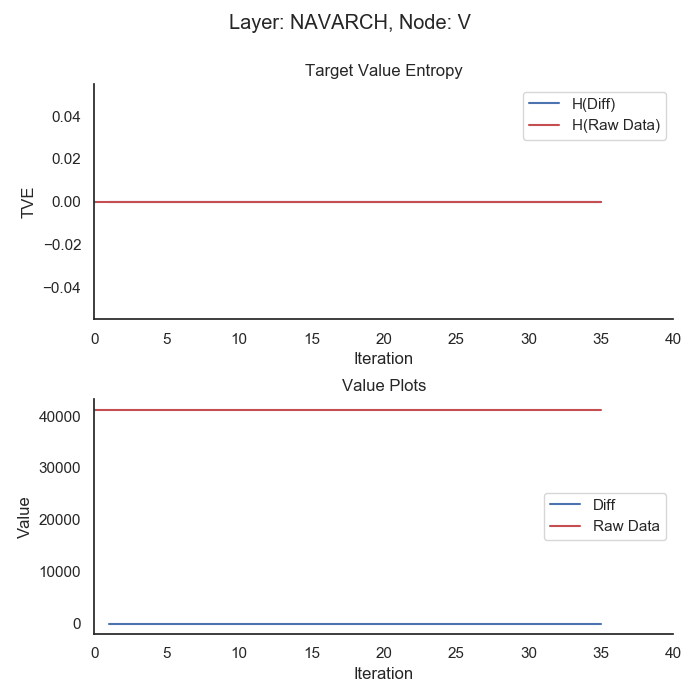 Layer: NAVARCH, Node: V
Target Value Entropy
H(Diff)
H(Raw Data)
0.04
0.02
0.00
−0.02
−0.04
TVE
0 5 10 15 20 25 30 35 40
Iteration
Value Plots
40000
30000
20000
10000
0
Value
Diff
Raw Data
0 5 10 15 20 25 30 35 40
Iteration